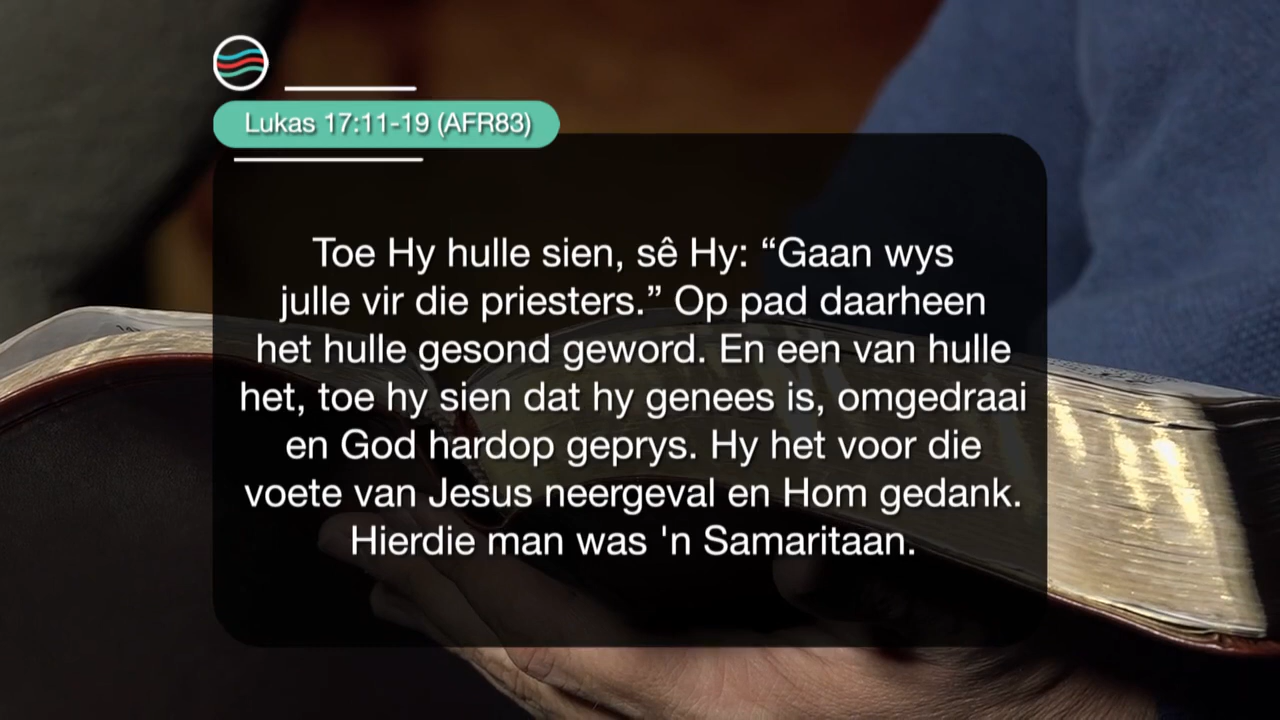 Lukas 17:11-19 (AFR83)
Toe Hy hulle sien, sê Hy: “Gaan wys
julle vir die priesters.” Op pad daarheen
het hulle gesond geword. En een van hulle
het, toe hy sien dat hy genees is, omgedraai
en God hardop geprys. Hy het voor die
voete van Jesus neergeval en Hom gedank.
Hierdie man was 'n Samaritaan.